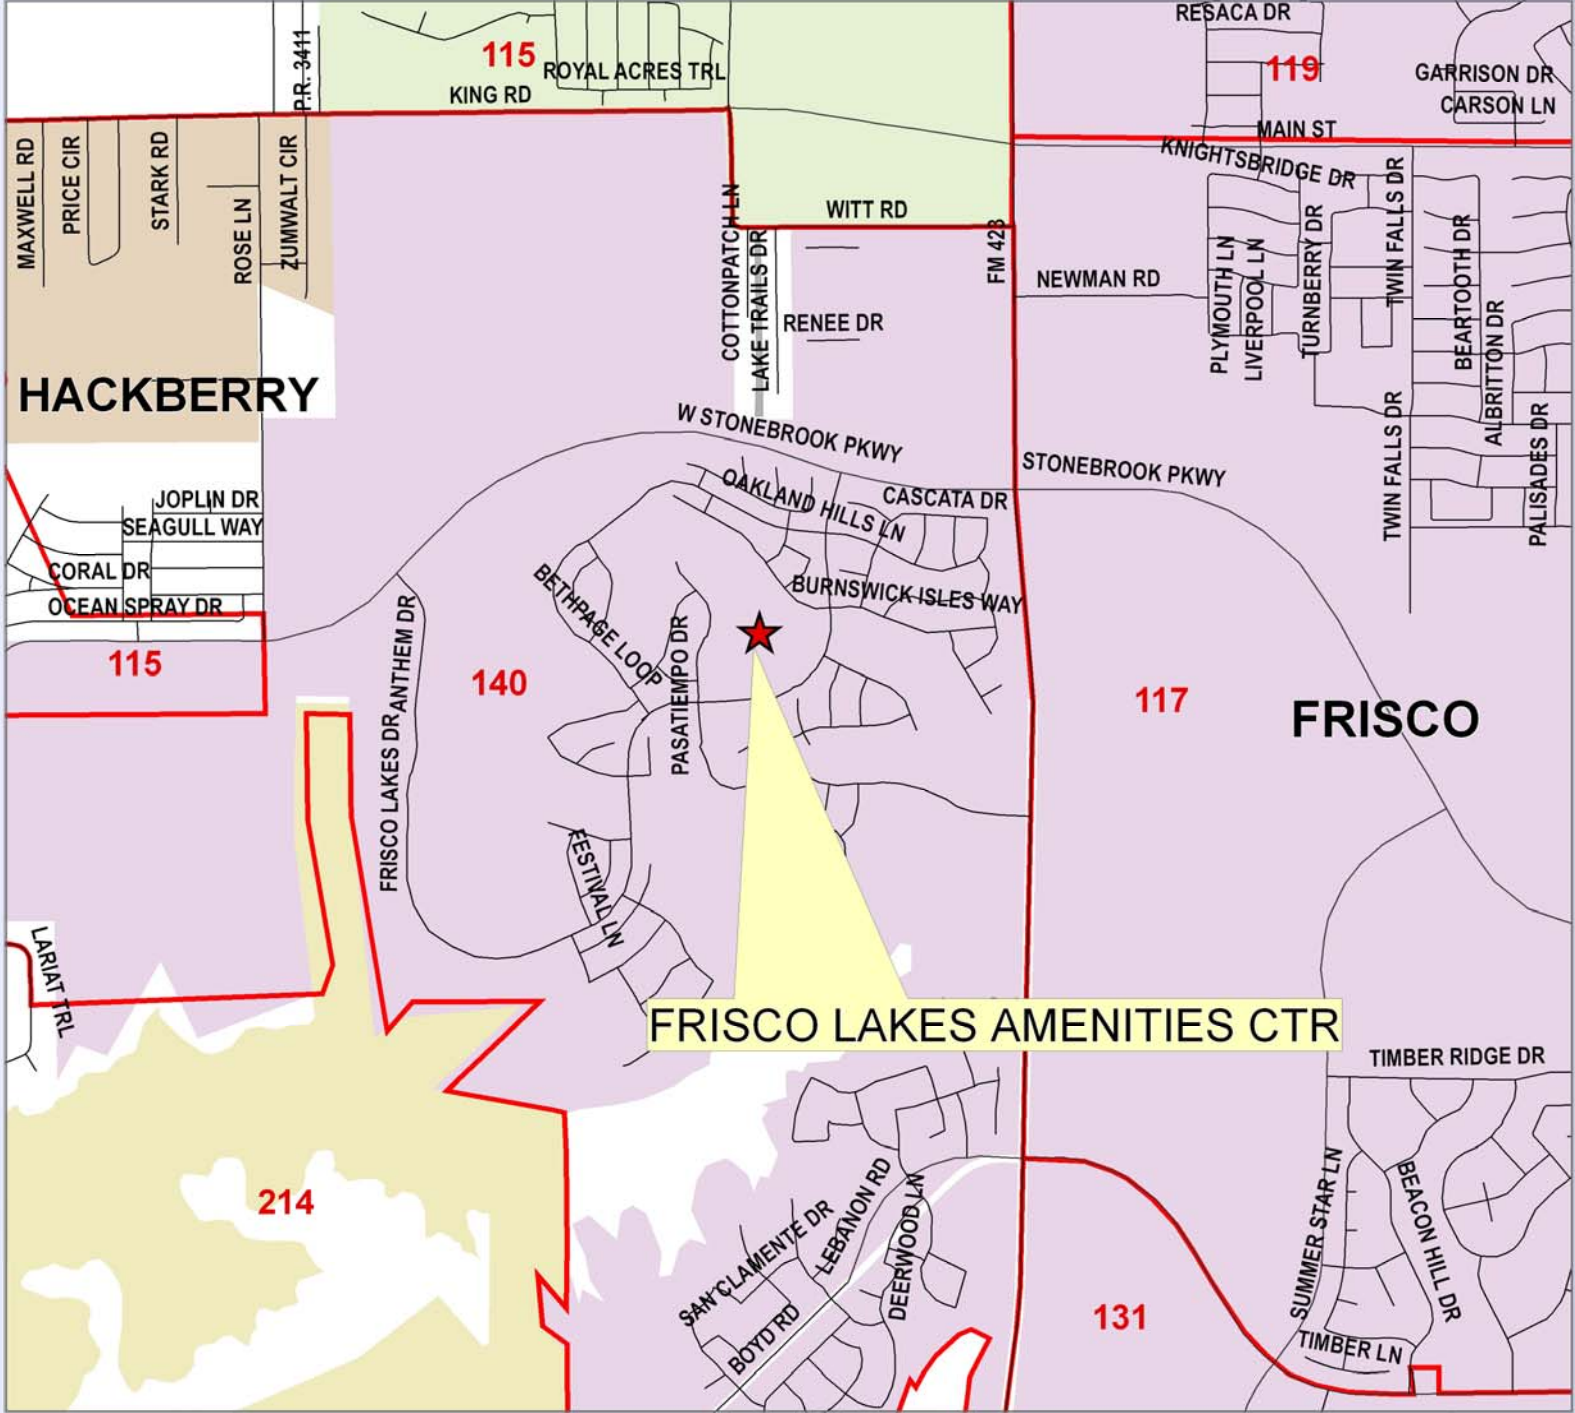 RESACA DR
P.R. 3411
115
119
ROYAL ACRES TRL
GARRISON DR
KING RD
CARSON LN
MAIN ST
KNIGHTSBRIDGE DR
MAXWELL RD
PRICE CIR
STARK RD
ROSE LN
ZUMWALT CIR
COTTONPATCH LN
WITT RD
LAKE TRAILS DR
FM 423
NEWMAN RD
PLYMOUTH LN
LIVERPOOL LN
TURNBERRY DR
TWIN FALLS DR
BEARTOOTH DR
ALBRITTON DR
RENEE DR
HACKBERRY
W STONEBROOK PKWY
STONEBROOK PKWY
TWIN FALLS DR
PALISADES DR
OAKLAND HILLS LN
CASCATA DR
JOPLIN DR
SEAGULL WAY
CORAL DR
OCEAN SPRAY DR
BETHPAGE LOOP
BURNSWICK ISLES WAY
ANTHEM DR
PASATIEMPO DR
115
140
117
FRISCO
FRISCO LAKES DR
FESTIVAL LN
LARIAT TRL
FRISCO LAKES AMENITIES CTR
TIMBER RIDGE DR
214
SAN CLAMENTE DR
LEBANON RD
DEERWOOD LN
BOYD RD
131
SUMMER STAR LN
BEACON HILL DR
TIMBER LN